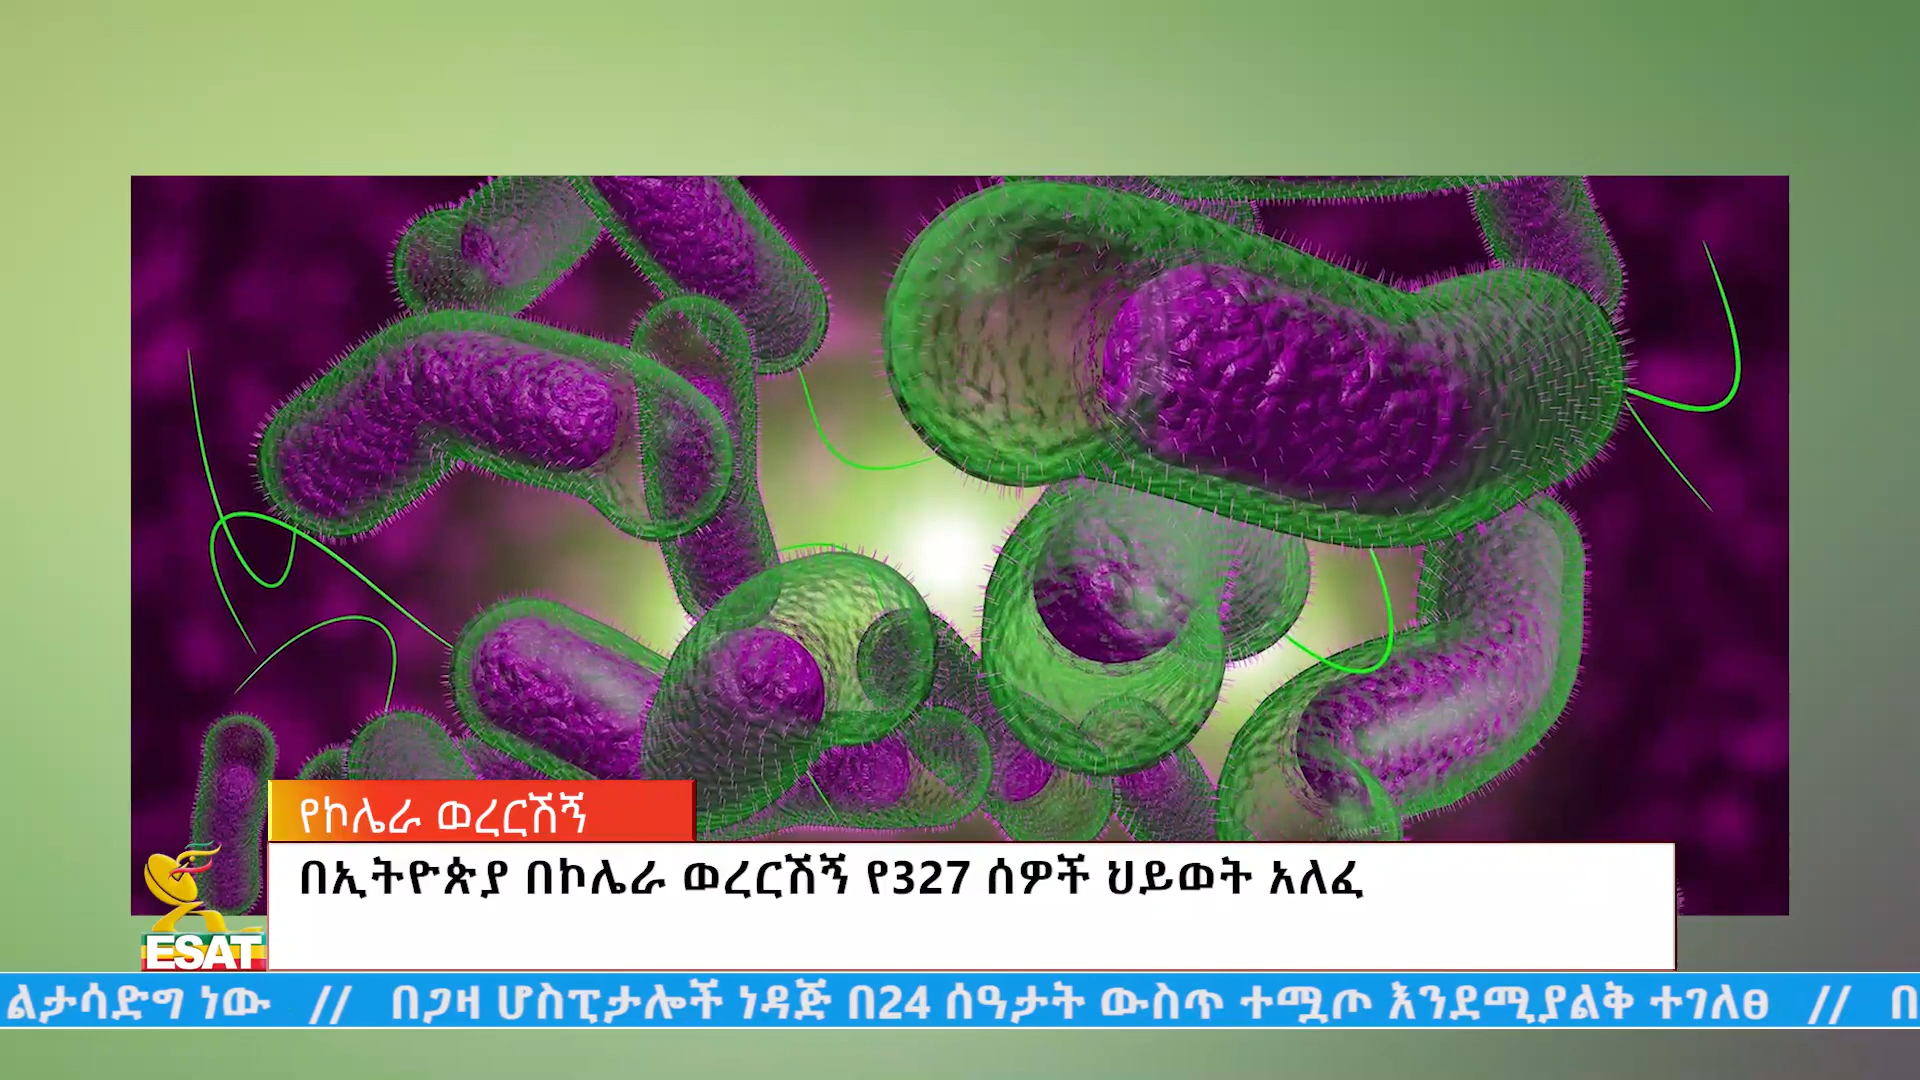 የኮሌራ ወረርሽኝ
በኢትዮጵያ በኮሌራ ወረርሽኝ የ327 ሰዎች ህይወት አለፈ
ESAT
ልታሳድግ ነው // በጋዛ ሆስፒታሎች ነዳጅ በ24 ሰዓታት ውስጥ ተሟጦ እንደሚያልቅ ተገለፀ // በ